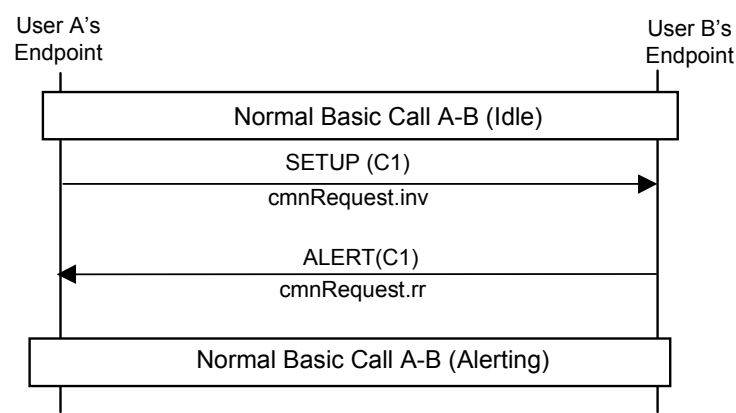 User A's
Endpoint
User B's
Endpoint
Normal Basic Call A-B (Idle)
SETUP (C1)
cmnRequest.inv
ALERT(C1)
cmnRequest.rr
Normal Basic Call A-B (Alerting)